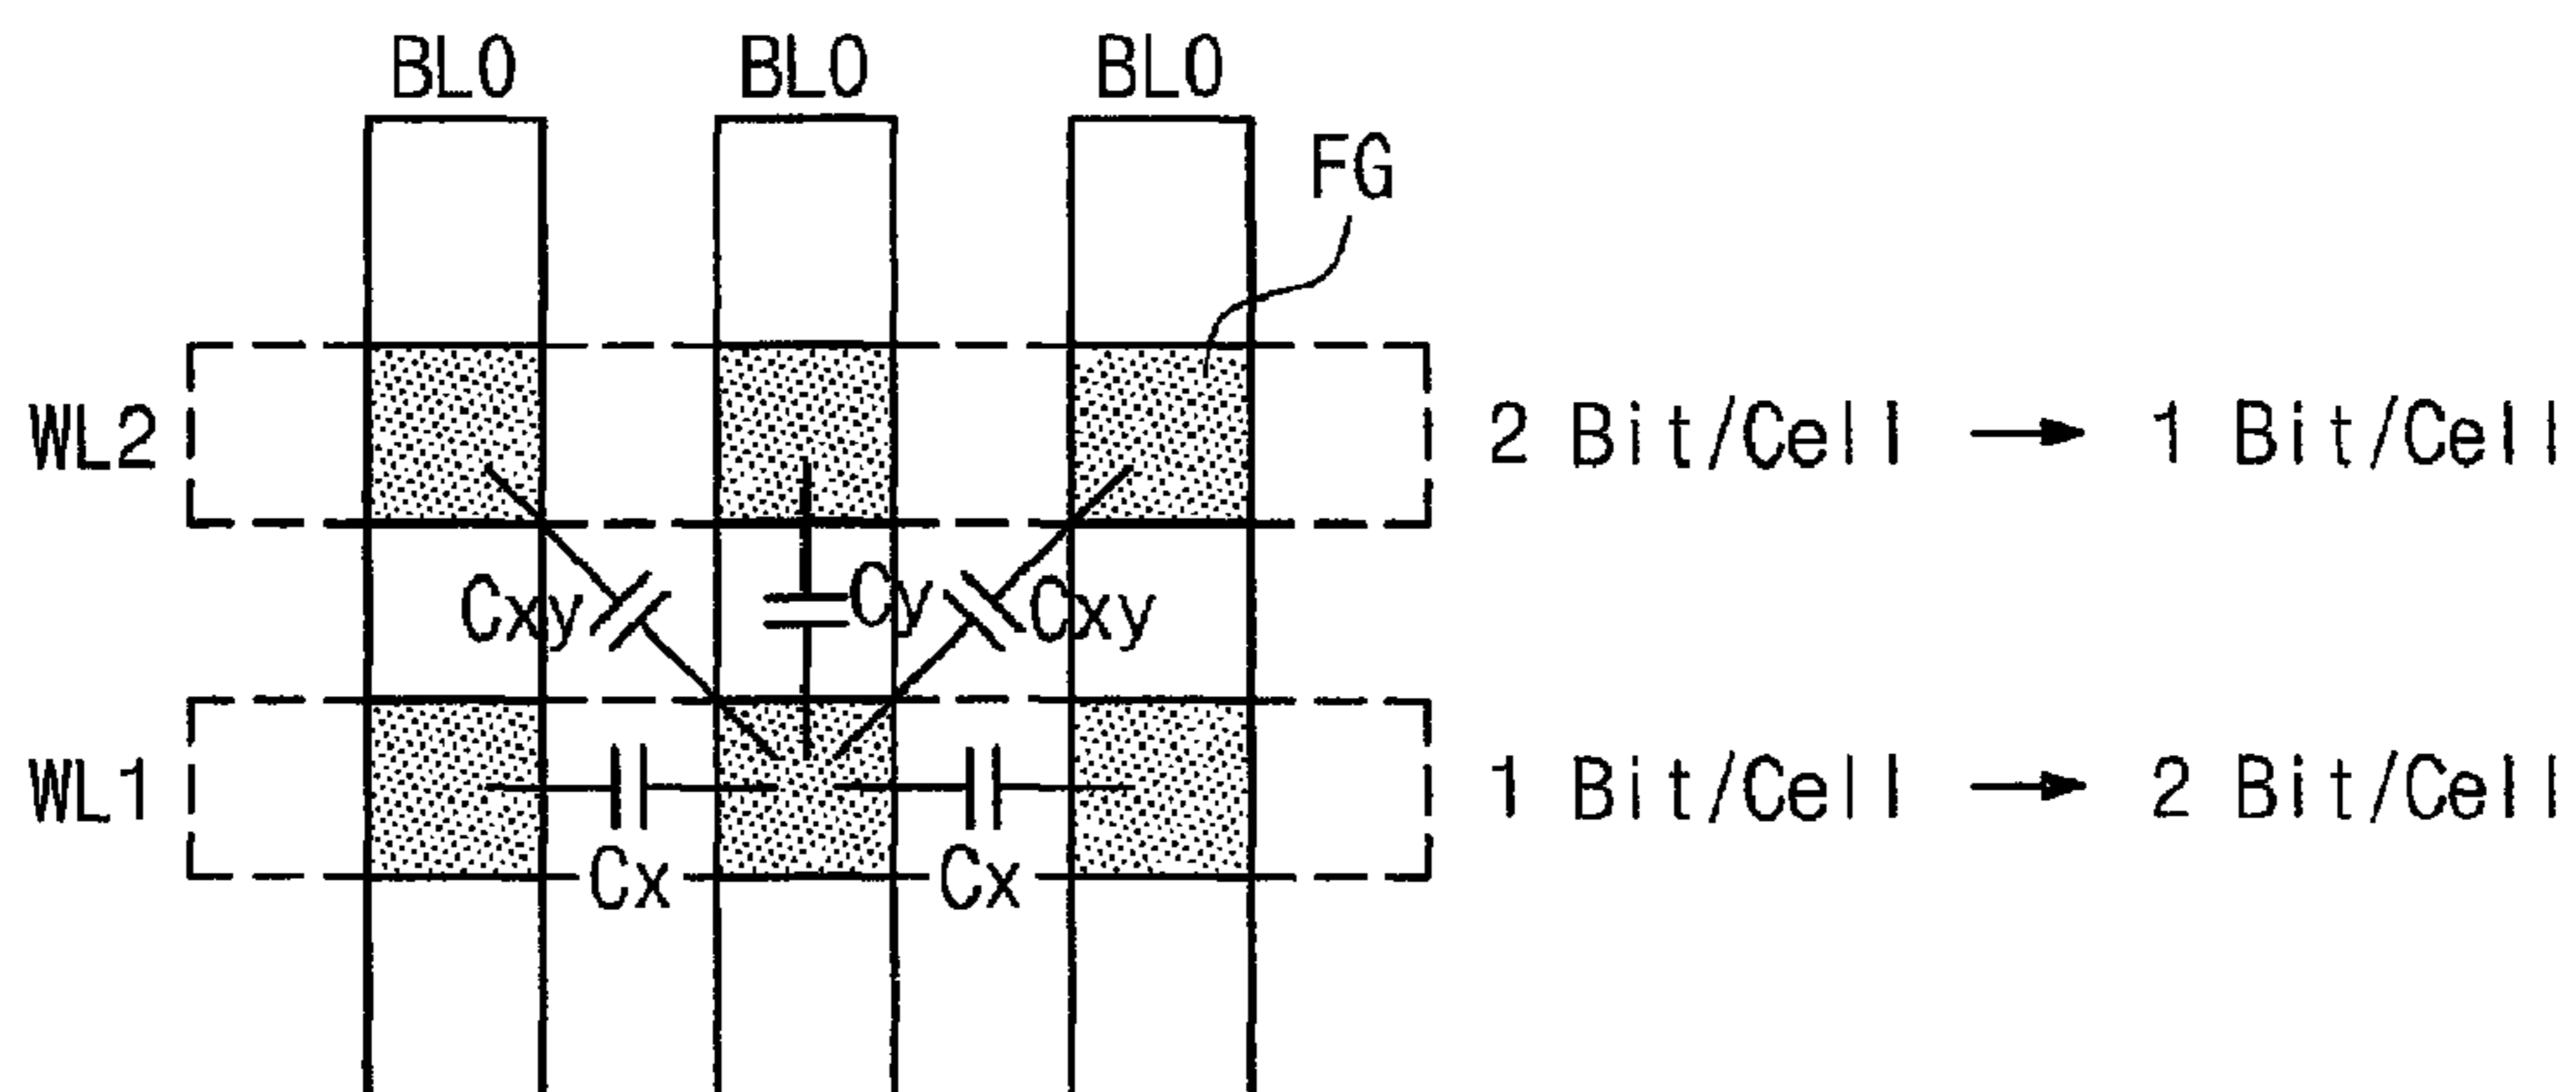 BL0 BL0 BL0
FG
WL2 2 Bit/Cell → 1 Bit/Cell
Cxy Cy Cxy
WL1 1 Bit/Cell → 2 Bit/Cell
Cx Cx